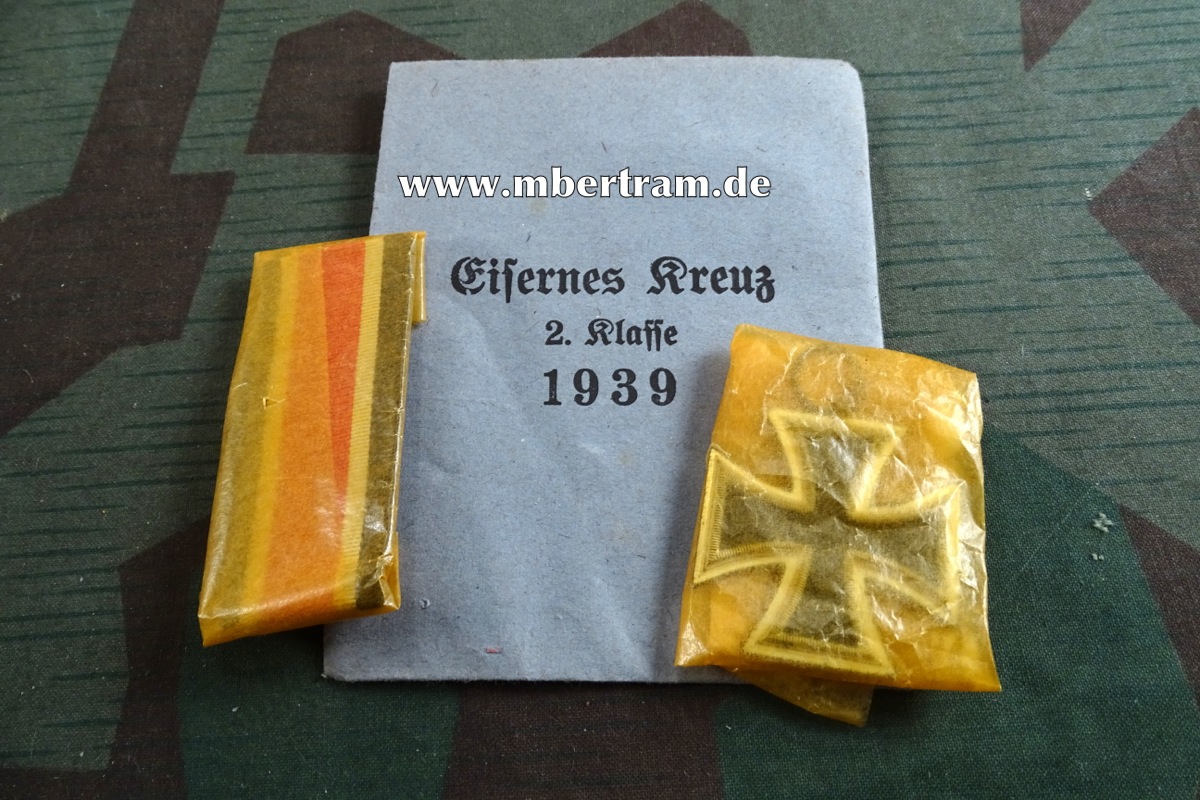 www.mbertram.de
Eiſernes Kreuz
2. Klaſſe
1939